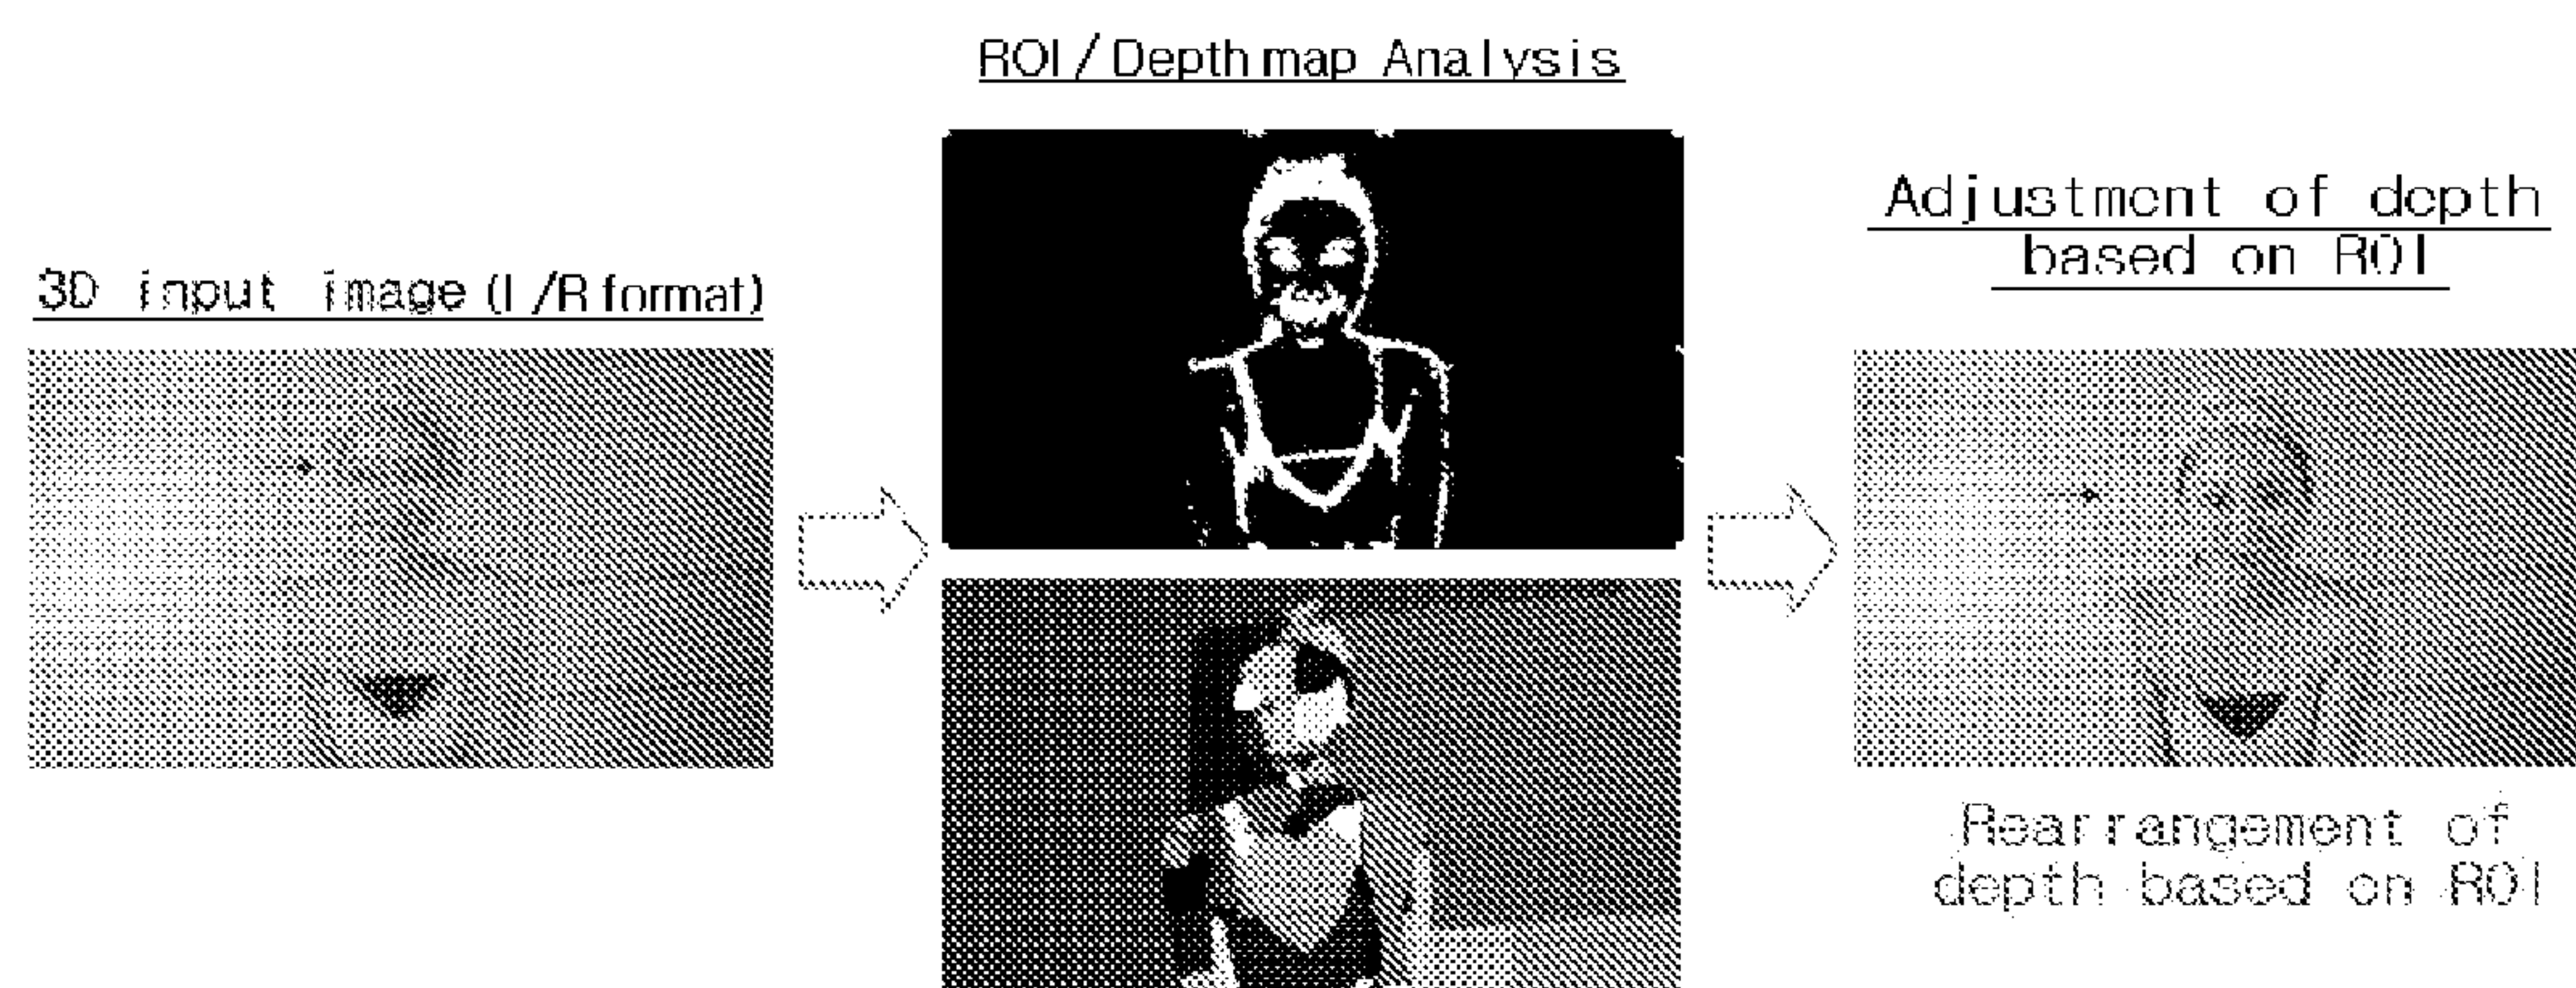 ROI/Depth map Analysis
3D input image (L/R format)
Adjustment of depth
based on ROI
Rearrangement of
depth based on ROI